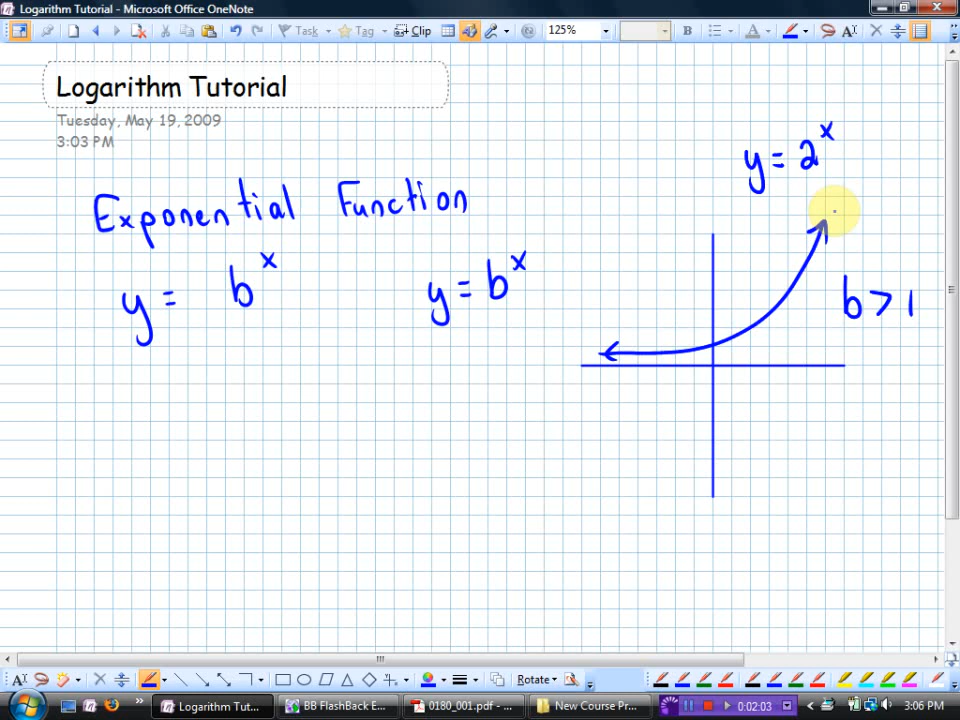 Logarithm Tutorial - Microsoft Office OneNote
Task
Tag
Clip
125%
B
A
Logarithm Tutorial
Tuesday, May 19, 2009
3:03 PM
y = 2^x
Exponential Function
y = b^x
y = b^x
b > 1
Rotate
Logarithm Tut...
BB FlashBack E...
0180_001.pdf - ...
New Course Pr...
00:02:03
3:06 PM